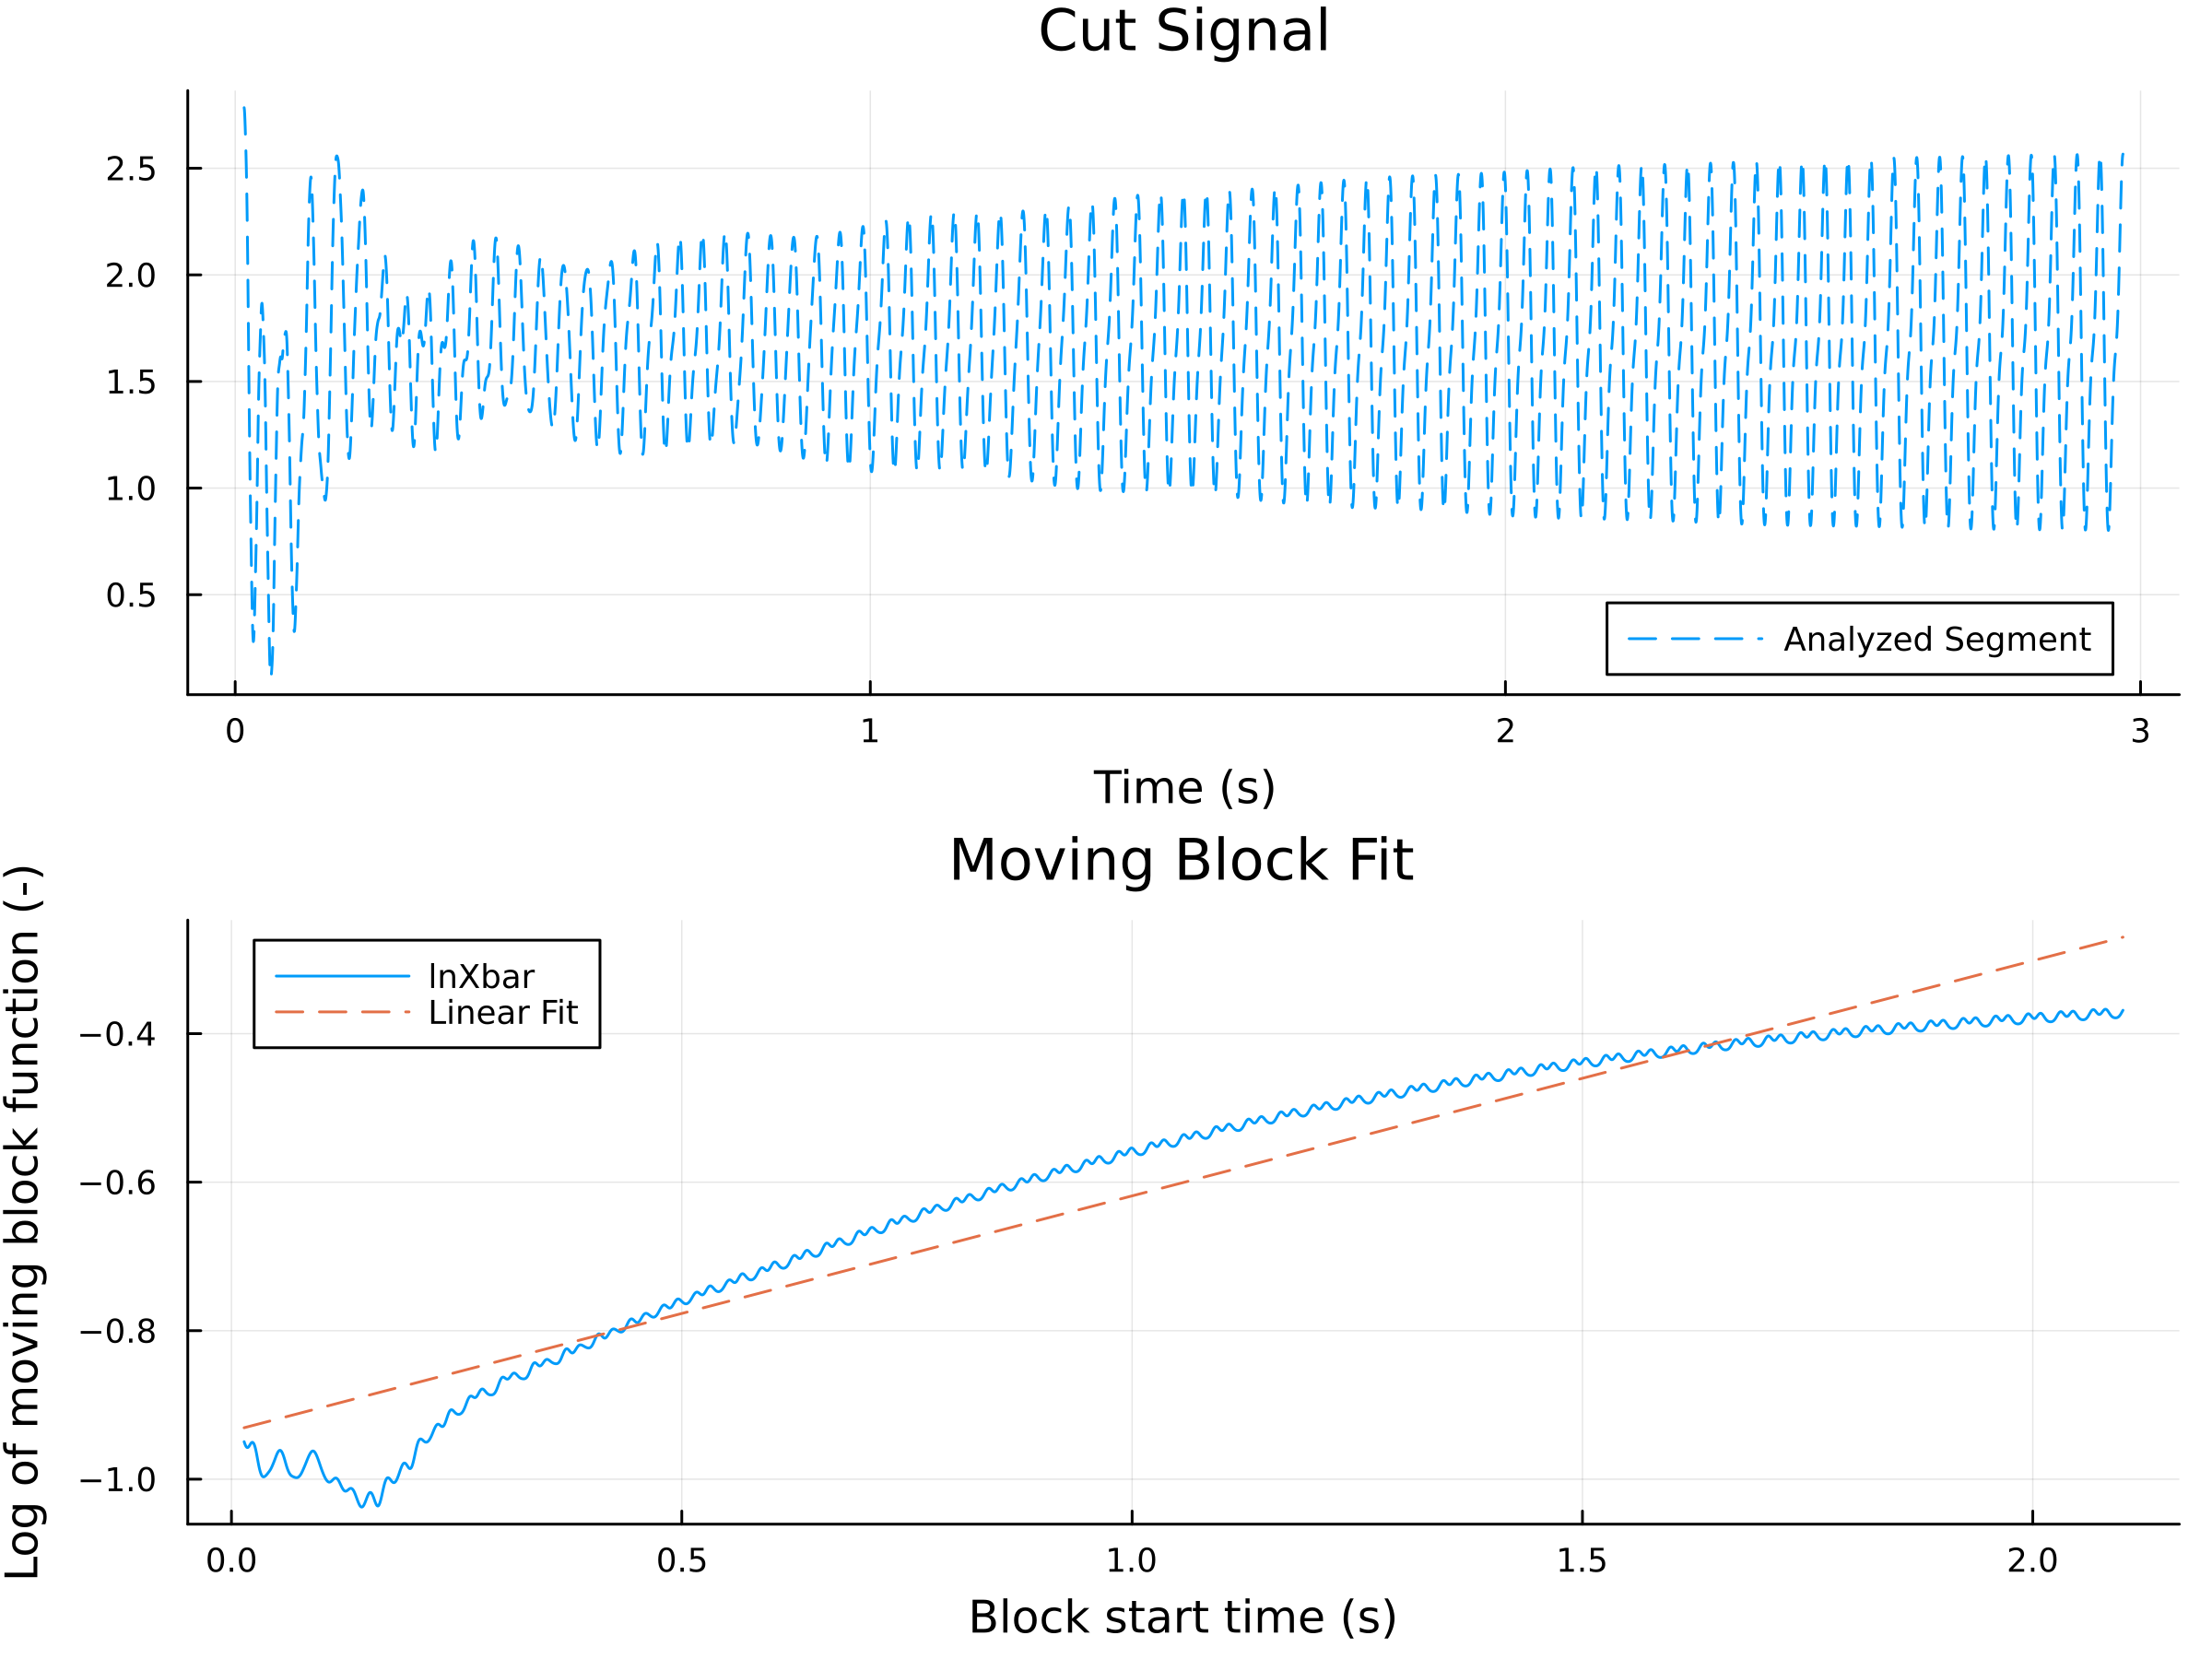 Cut Signal
2.5
2.0
1.5
1.0
0.5
Analyzed Segment
0 1 2 3
Time (s)
Moving Block Fit
Log of moving block function (-)
lnXbar
Linear Fit
−0.4
−0.6
−0.8
−1.0
0.0 0.5 1.0 1.5 2.0
Block start time (s)